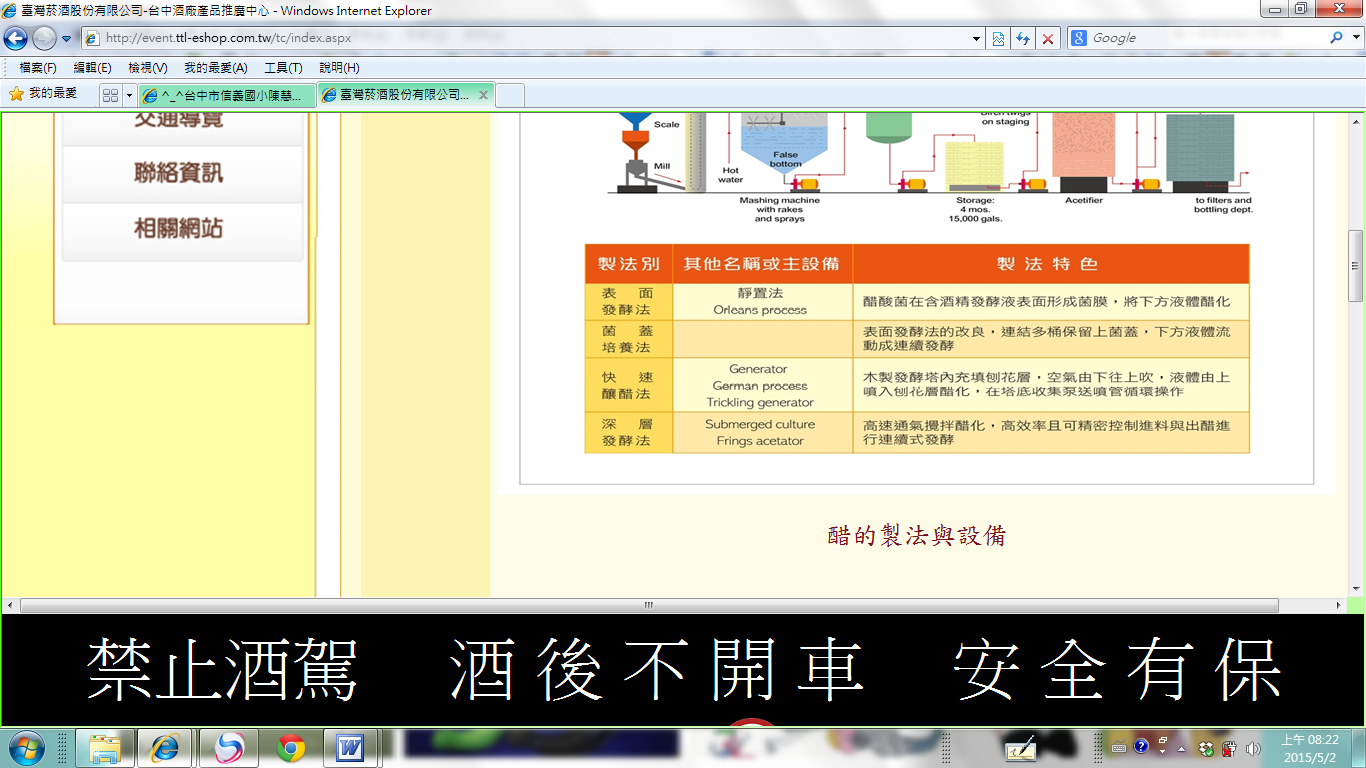 臺灣菸酒股份有限公司-台中酒廠產品推廣中心 - Windows Internet Explorer
http://event.ttl-eshop.com.tw/tc/index.aspx
Google
檔案(F) 編輯(E) 檢視(V) 我的最愛(A) 工具(T) 說明(H)
我的最愛
^_^台中市信義國小陳慧...
臺灣菸酒股份有限公司...
交通導覽
聯絡資訊
相關網站
Scale
Mill
Hot
water
False
bottom
Birch twigs
on staging
Mashing machine
with rakes
and sprays
Storage:
4 mos.
15,000 gals.
Acetifier
to filters and
bottling dept.
製法別 其他名稱或主設備 製法特色
表面
發酵法
靜置法
Orleans process
醋酸菌在含酒精發酵液表面形成菌膜，將下方液體醋化
菌蓋
培養法
表面發酵法的改良，連結多桶保留上菌蓋，下方液體流
動成連續發酵
快速
釀醋法
Generator
German process
Trickling generator
木製發酵塔內充填刨花層，空氣由下往上吹，液體由上
噴入刨花層醋化，在塔底收集泵送噴管循環操作
深層
發酵法
Submerged culture
Frings acetator
高速通氣攪拌醋化，高效率且可精密控制進料與出醋進
行連續式發酵
醋的製法與設備
禁止酒駕 酒後不開車 安全有保
上午 08:22
2015/5/2